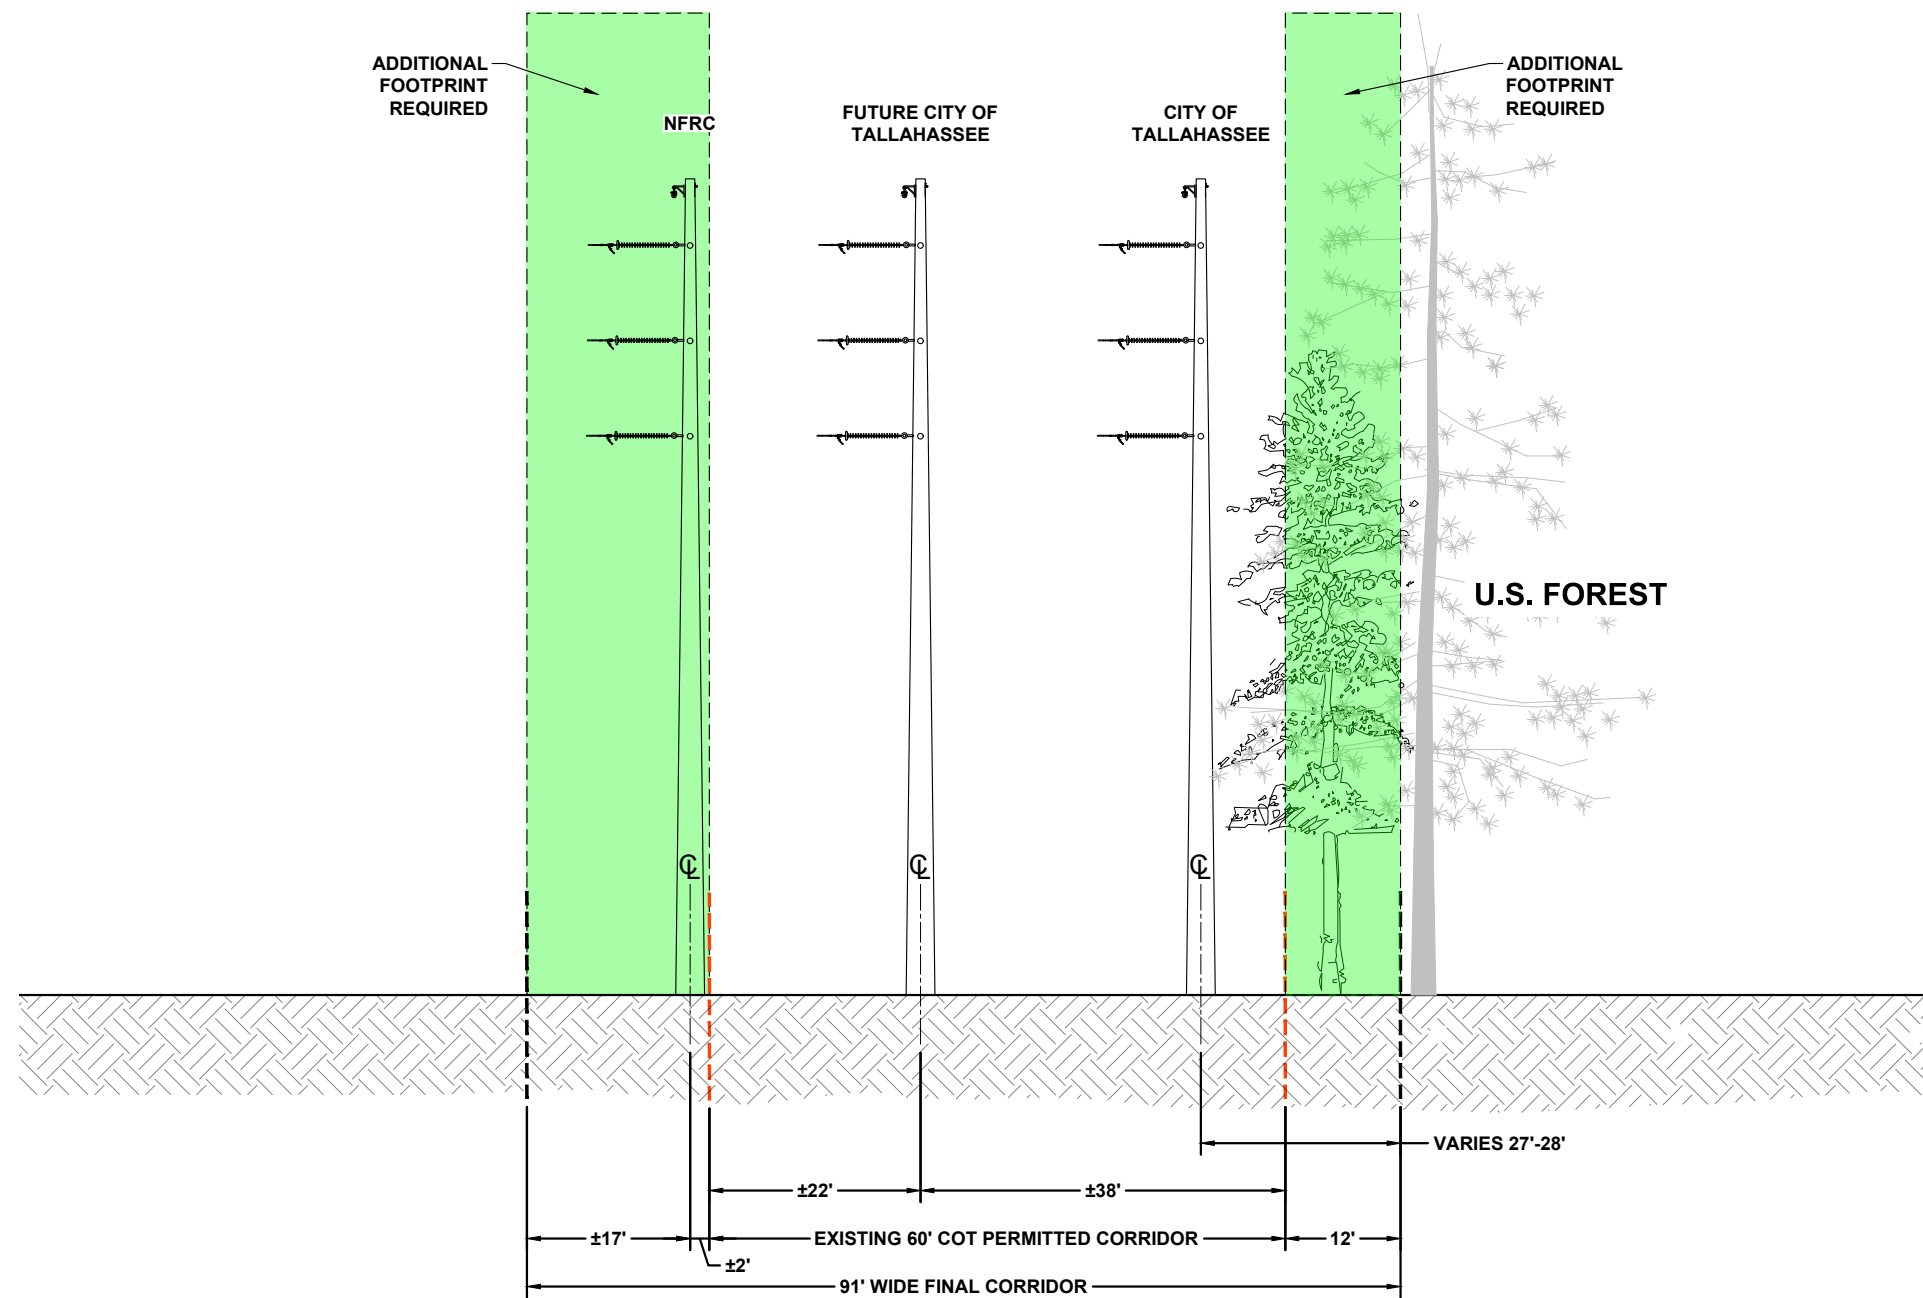 ADDITIONAL
FOOTPRINT
REQUIRED
NFRC
FUTURE CITY OF
TALLAHASSEE
CITY OF
TALLAHASSEE
ADDITIONAL
FOOTPRINT
REQUIRED
U.S. FOREST
℄
℄
℄
VARIES 27'-28'
±22'
±38'
±17'
EXISTING 60' COT PERMITTED CORRIDOR
12'
±2'
91' WIDE FINAL CORRIDOR